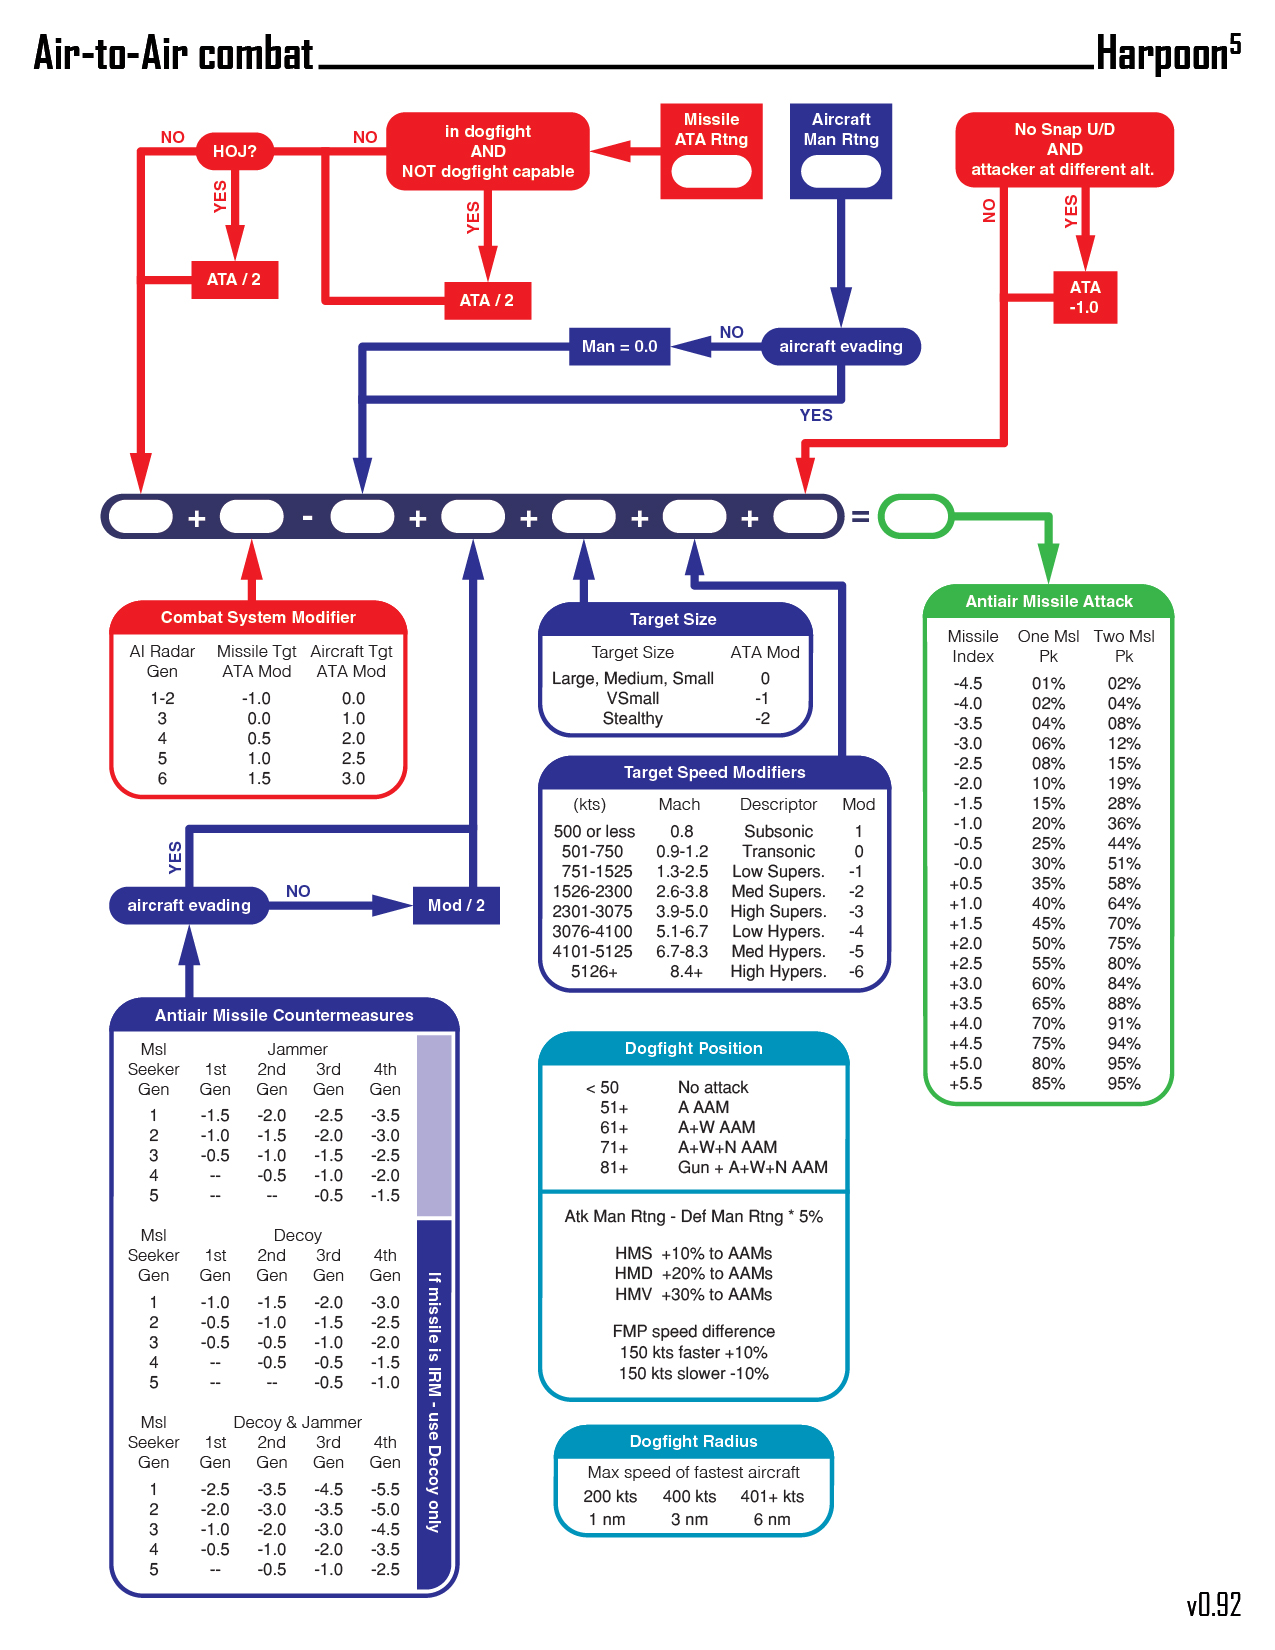 Air-to-Air combat
Harpoon5
NO
HOJ?
NO
in dogfight
AND
NOT dogfight capable
Missile
ATA Rtng
Aircraft
Man Rtng
No Snap U/D
AND
attacker at different alt.
YES
YES
NO
YES
ATA / 2
ATA / 2
ATA
-1.0
Man = 0.0
NO
aircraft evading
YES
+ - + + + + =
Combat System Modifier
AI Radar Missile Tgt Aircraft Tgt
Gen ATA Mod ATA Mod
1-2 -1.0 0.0
3 0.0 1.0
4 0.5 2.0
5 1.0 2.5
6 1.5 3.0
Target Size
Target Size ATA Mod
Large, Medium, Small 0
VSmall -1
Stealthy -2
Target Speed Modifiers
(kts) Mach Descriptor Mod
500 or less 0.8 Subsonic 1
501-750 0.9-1.2 Transonic 0
751-1525 1.3-2.5 Low Supers. -1
1526-2300 2.6-3.8 Med Supers. -2
2301-3075 3.9-5.0 High Supers. -3
3076-4100 5.1-6.7 Low Hypers. -4
4101-5125 6.7-8.3 Med Hypers. -5
5126+ 8.4+ High Hypers. -6
Antiair Missile Attack
Missile One Msl Two Msl
Index Pk Pk
-4.5 01% 02%
-4.0 02% 04%
-3.5 04% 08%
-3.0 06% 12%
-2.5 08% 15%
-2.0 10% 19%
-1.5 15% 28%
-1.0 20% 36%
-0.5 25% 44%
-0.0 30% 51%
+0.5 35% 58%
+1.0 40% 64%
+1.5 45% 70%
+2.0 50% 75%
+2.5 55% 80%
+3.0 60% 84%
+3.5 65% 88%
+4.0 70% 91%
+4.5 75% 94%
+5.0 80% 95%
+5.5 85% 95%
YES
aircraft evading
NO
Mod / 2
Antiair Missile Countermeasures
Msl Jammer
Seeker 1st 2nd 3rd 4th
Gen Gen Gen Gen Gen
1 -1.5 -2.0 -2.5 -3.5
2 -1.0 -1.5 -2.0 -3.0
3 -0.5 -1.0 -1.5 -2.5
4 -- -0.5 -1.0 -2.0
5 -- -- -0.5 -1.5
Msl Decoy
Seeker 1st 2nd 3rd 4th
Gen Gen Gen Gen Gen
1 -1.0 -1.5 -2.0 -3.0
2 -0.5 -1.0 -1.5 -2.5
3 -0.5 -0.5 -1.0 -2.0
4 -- -0.5 -0.5 -1.5
5 -- -- -0.5 -1.0
Msl Decoy & Jammer
Seeker 1st 2nd 3rd 4th
Gen Gen Gen Gen Gen
1 -2.5 -3.5 -4.5 -5.5
2 -2.0 -3.0 -3.5 -5.0
3 -1.0 -2.0 -3.0 -4.5
4 -0.5 -1.0 -2.0 -3.5
5 -- -0.5 -1.0 -2.5
If missile is IRM - use Decoy only
Dogfight Position
< 50 No attack
51+ A AAM
61+ A+W AAM
71+ A+W+N AAM
81+ Gun + A+W+N AAM
Atk Man Rtng - Def Man Rtng * 5%
HMS +10% to AAMs
HMD +20% to AAMs
HMV +30% to AAMs
FMP speed difference
150 kts faster +10%
150 kts slower -10%
Dogfight Radius
Max speed of fastest aircraft
200 kts 400 kts 401+ kts
1 nm 3 nm 6 nm
v0.92